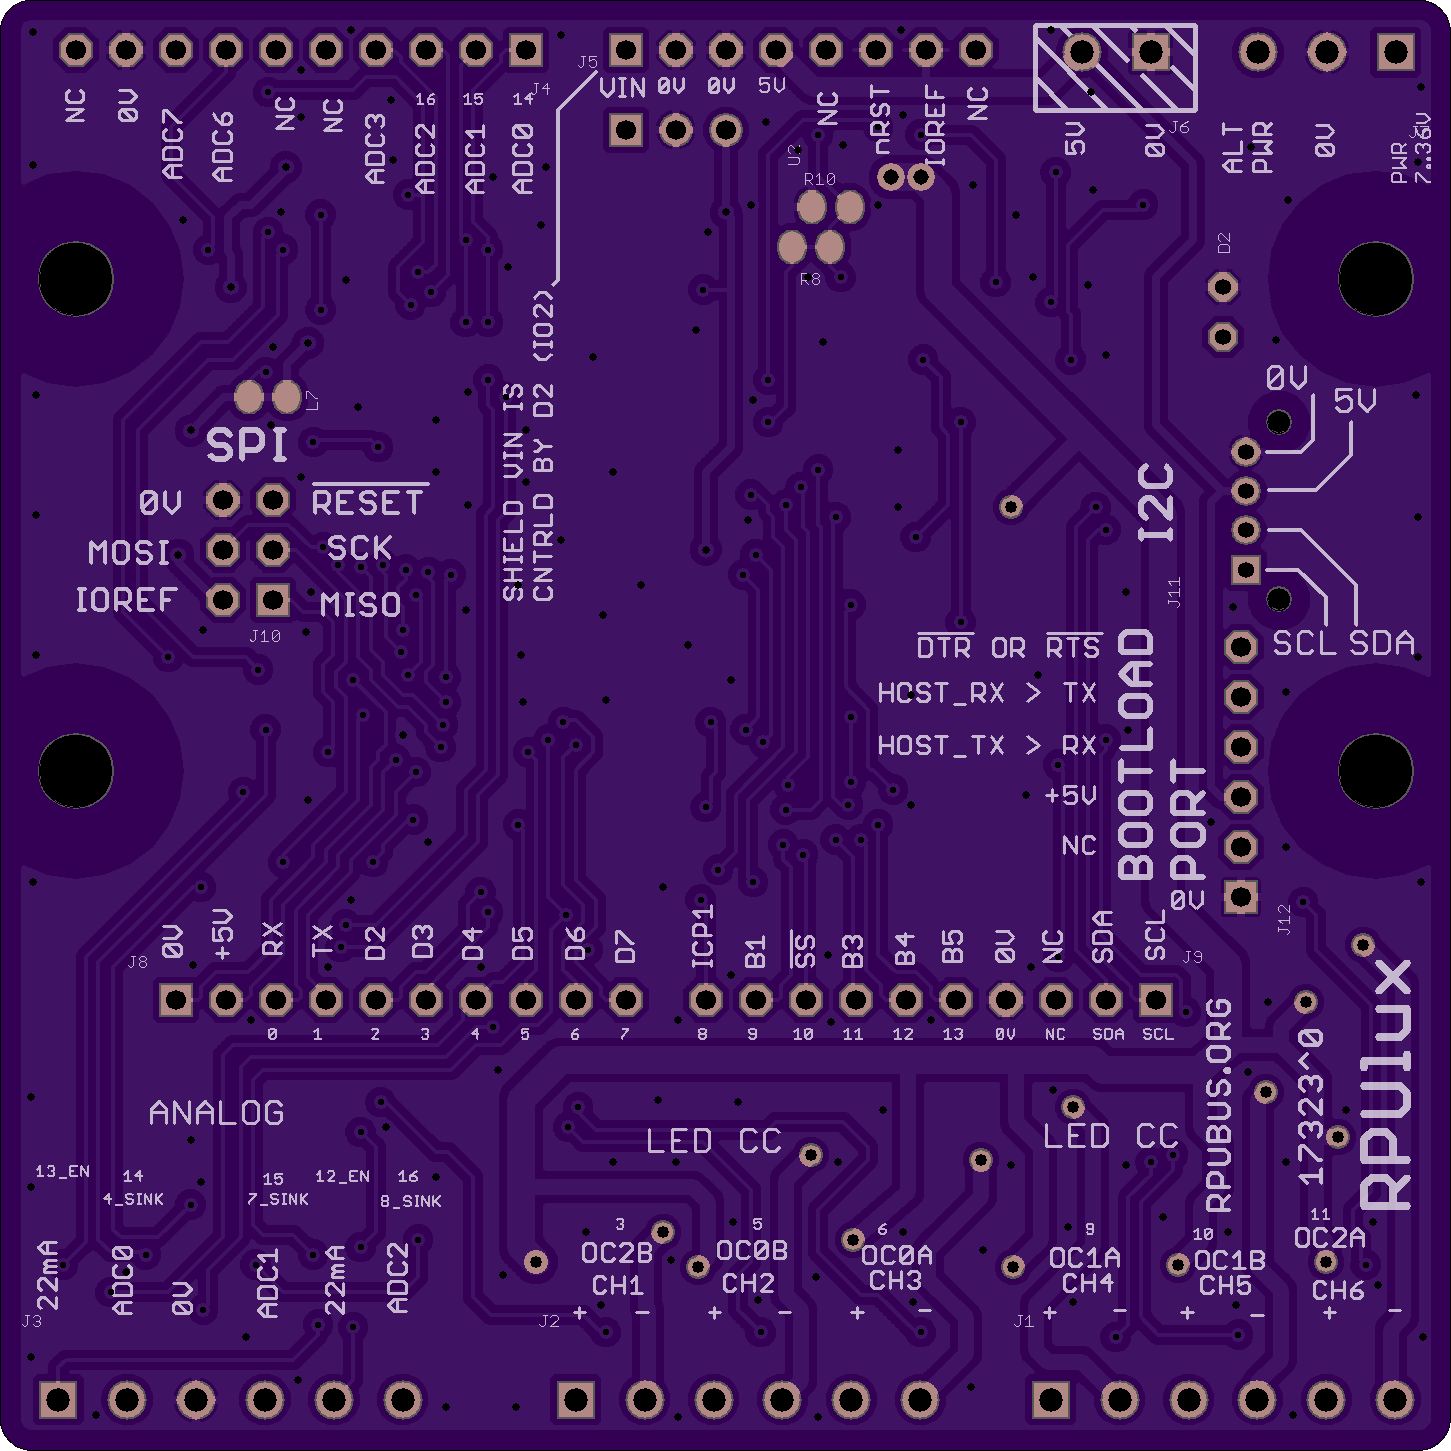 J5
J4
VIN 0V 0V 5V NC nRST IOREF NC
NC 0V ADC7 ADC6 NC NC ADC3 ADC2 ADC1 ADC0
16 15 14
5V 0V J6
ALT
PWR
0V
PWR
R10
R8
D2
SHIELD VIN IS
CNTRLD BY D2 (IO2)
L7
SPI
0V RESET
MOSI SCK
IOREF MISO
J10
0V
5V
I2C
J11
SCL SDA
DTR OR RTS
HOST_RX > TX
HOST_TX > RX
+5V
NC
0V
BOOTLOAD
PORT
J12
J8
0V +5V RX TX D2 D3 D4 D5 D6 D7
ICP1 B1 SS B3 B4 B5 0V NC SDA SCL
J9
0 1 2 3 4 5 6 7
8 9 10 11 12 13 0V NC SDA SCL
RPUBUS.ORG
17323^0
RPUlux
ANALOG
LED CC
LED CC
13_EN 14 15 12_EN 16
4_SINK 7_SINK 8_SINK
22mA ADC0 0V ADC1 22mA ADC2
J3
3 5 6
OC2B OC0B OC0A
CH1 CH2 CH3
J2 + - + - + -
9 10 11
OC1A OC1B OC2A
CH4 CH5 CH6
J1 + - + - + -